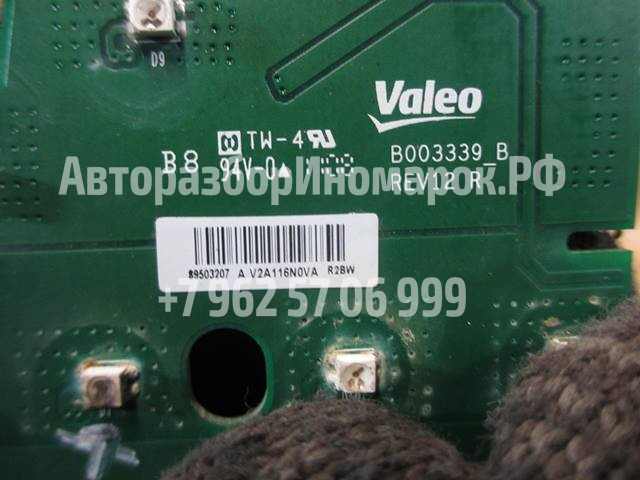 D9
Valeo
TW-4
B8 94V-0
B003339_B
REV12 R
АвторазборИномарок.РФ
89503207 A V2A116N0VA R2BW
+7 962 57 06 999